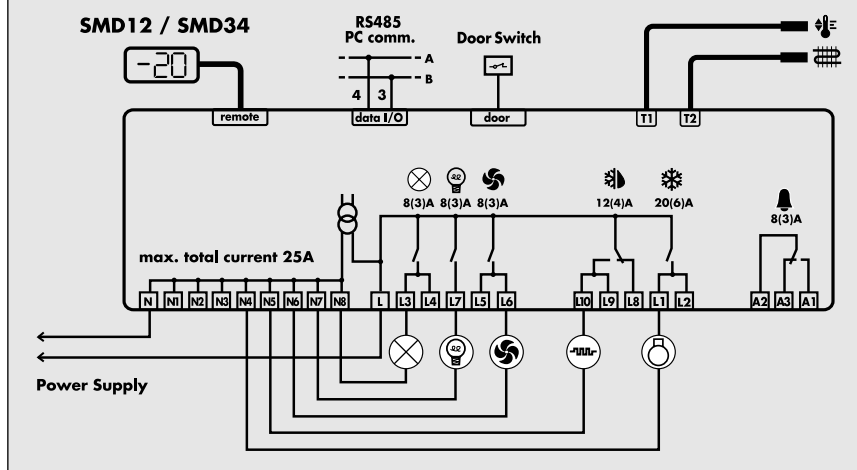 SMD12 / SMD34
RS485
PC comm.
Door Switch
-20
A
B
4 3
remote
data I/O
door
T1
T2
8(3)A 8(3)A 8(3)A
12(4)A
20(6)A
8(3)A
max. total current 25A
N N1 N2 N3 N4 N5 N6 N7 N8 L L3 L4 L7 L5 L6 L10 L9 L8 L1 L2 A2 A3 A1
Power Supply